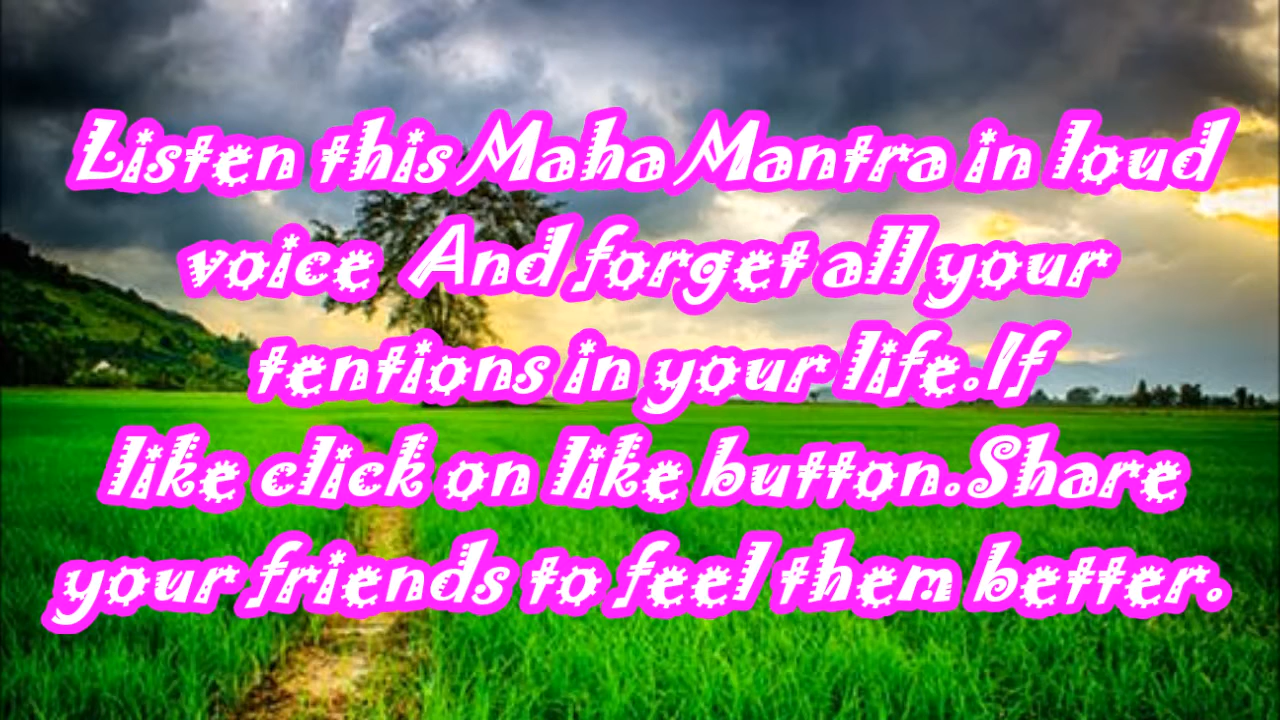 Listen this Maha Mantra in loud
voice And forget all your
tentions in your life.If
like click on like button.Share
your friends to feel them better.